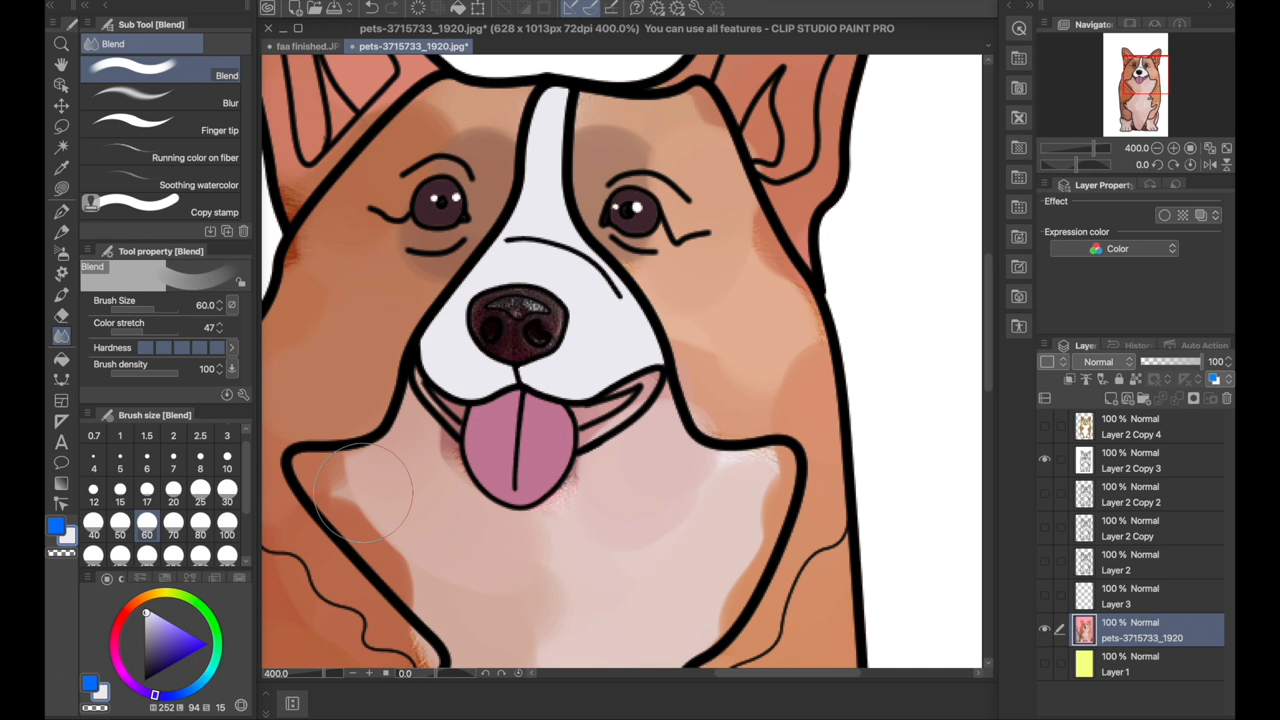 pets-3715733_1920.jpg* (628 x 1013px 72dpi 400.0%) You can use all features - CLIP STUDIO PAINT PRO
faa finished.JP
pets-3715733_1920.jpg*
Sub Tool [Blend]
Blend
Blend
Blur
Finger tip
Running color on fiber
Soothing watercolor
Copy stamp
Tool property [Blend]
Blend
Brush Size 60.0
Color stretch 47
Hardness
Brush density 100
Brush size [Blend]
0.7 1 1.5 2 2.5 3
4 5 6 7 8 10
12 15 17 20 25 30
40 50 60 70 80 100
C
H 252 S 94 S 15
400.0 0.0
Navigator
400.0
0.0
Layer Property
Effect
Expression color
Color
Layer
History
Auto Action
Normal 100
100 % Normal
Layer 2 Copy 4
100 % Normal
Layer 2 Copy 3
100 % Normal
Layer 2 Copy 2
100 % Normal
Layer 2 Copy
100 % Normal
Layer 2
100 % Normal
Layer 3
100 % Normal
pets-3715733_1920
100 % Normal
Layer 1